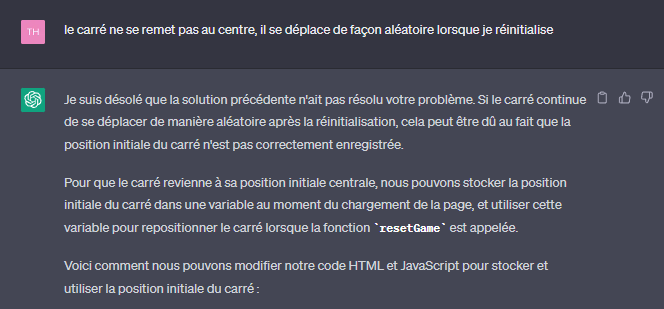 TH
le carré ne se remet pas au centre, il se déplace de façon aléatoire lorsque je réinitialise
Je suis désolé que la solution précédente n'ait pas résolu votre problème. Si le carré continue
de se déplacer de manière aléatoire après la réinitialisation, cela peut être dû au fait que la
position initiale du carré n'est pas correctement enregistrée.
Pour que le carré revienne à sa position initiale centrale, nous pouvons stocker la position
initiale du carré dans une variable au moment du chargement de la page, et utiliser cette
variable pour repositionner le carré lorsque la fonction `resetGame` est appelée.
Voici comment nous pouvons modifier notre code HTML et JavaScript pour stocker et
utiliser la position initiale du carré :